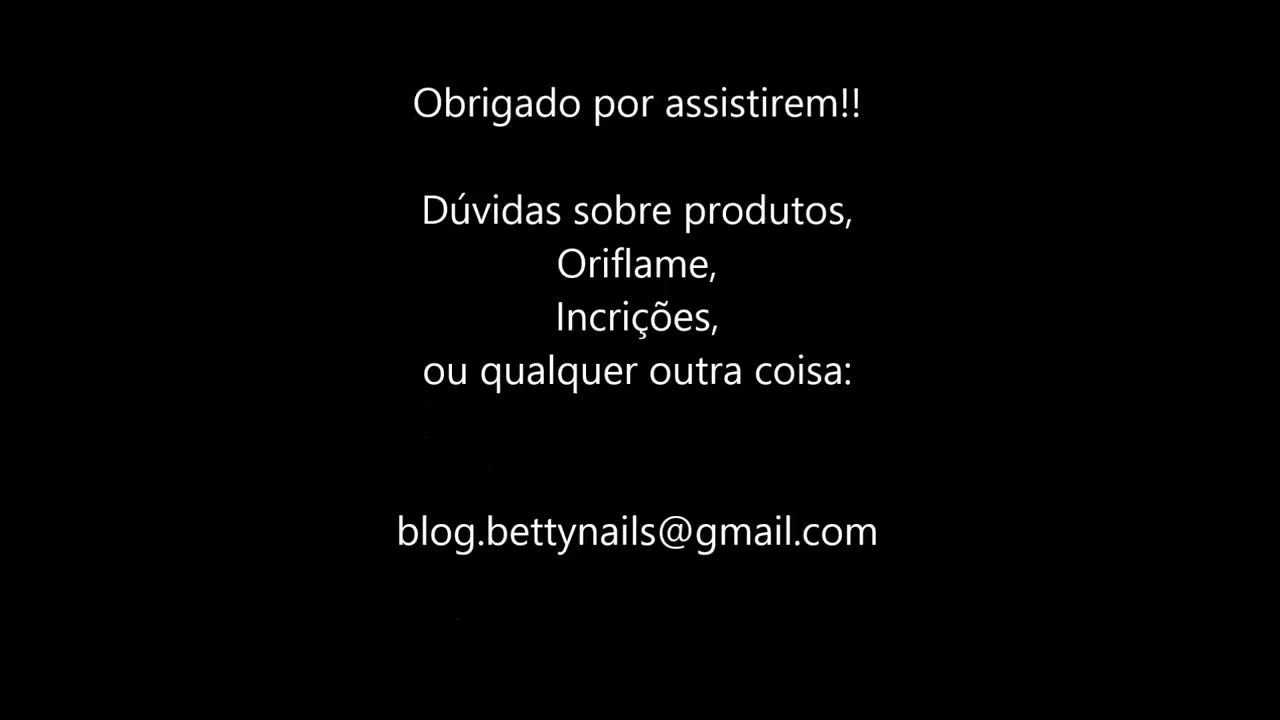 Obrigado por assistirem!!
Dúvidas sobre produtos,
Oriflame,
Incrições,
ou qualquer outra coisa:
blog.bettynails@gmail.com